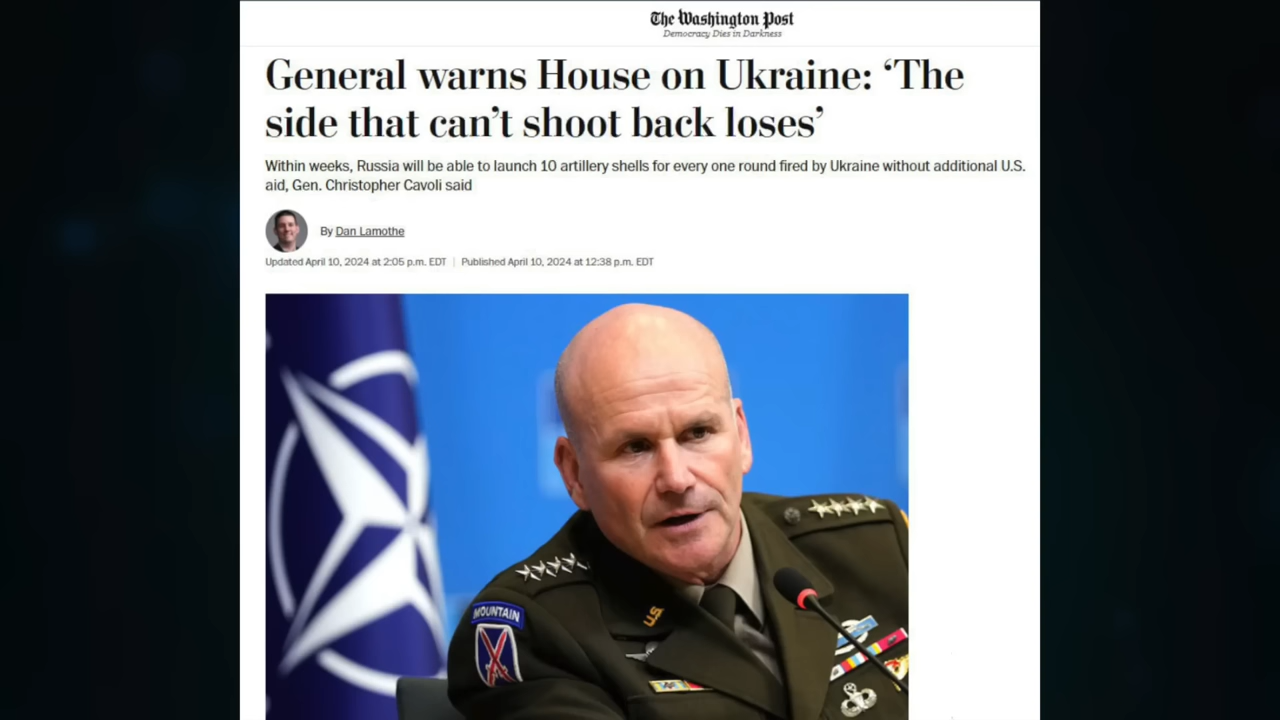 The Washington Post
Democracy Dies in Darkness
General warns House on Ukraine: ‘The
side that can’t shoot back loses’
Within weeks, Russia will be able to launch 10 artillery shells for every one round fired by Ukraine without additional U.S.
aid, Gen. Christopher Cavoli said
By Dan Lamothe
Updated April 10, 2024 at 2:05 p.m. EDT | Published April 10, 2024 at 12:38 p.m. EDT
U.S
MOUNTAIN